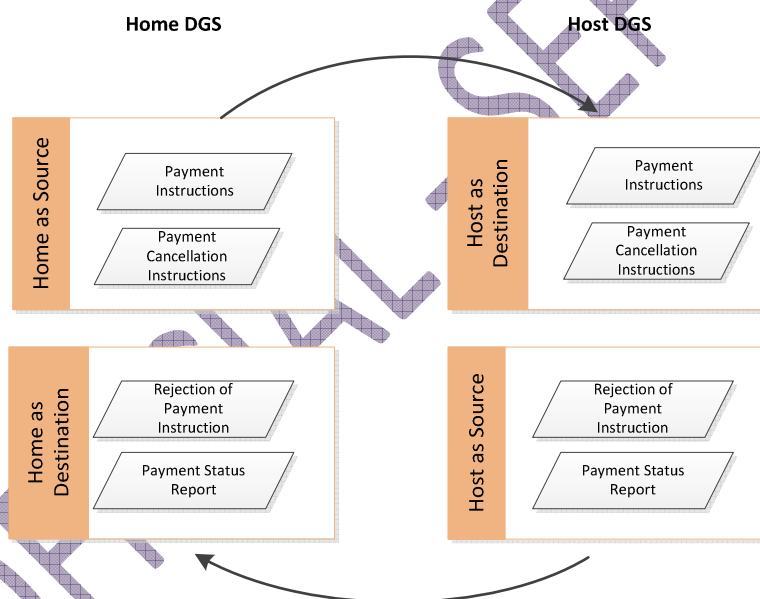 Home DGS
Host DGS
Home as Source
Payment
Instructions
Payment
Cancellation
Instructions
Host as
Destination
Payment
Instructions
Payment
Cancellation
Instructions
Home as
Destination
Rejection of
Payment
Instruction
Payment Status
Report
Host as Source
Rejection of
Payment
Instruction
Payment Status
Report